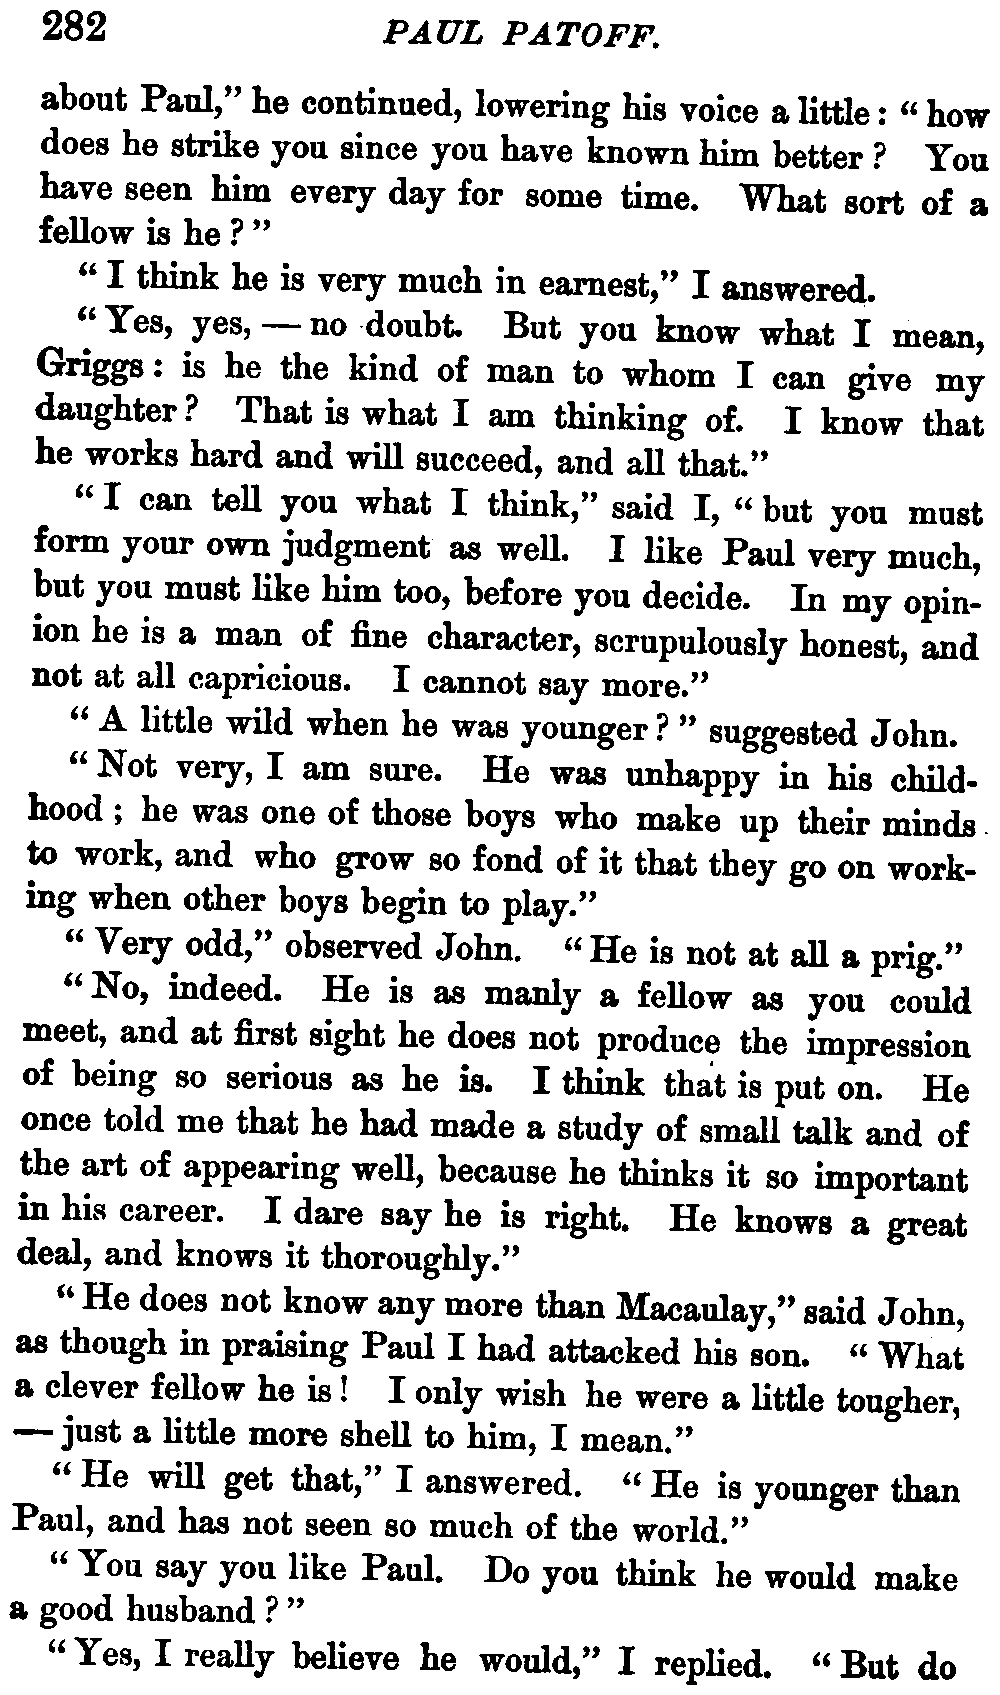 282 PAUL PATOFF.
about Paul," he continued, lowering his voice a little: "how
does he strike you since you have known him better? You
have seen him every day for some time. What sort of a
fellow is he?"
"I think he is very much in earnest," I answered.
"Yes, yes, — no doubt. But you know what I mean,
Griggs: is he the kind of man to whom I can give my
daughter? That is what I am thinking of. I know that
he works hard and will succeed, and all that."
"I can tell you what I think," said I, "but you must
form your own judgment as well. I like Paul very much,
but you must like him too, before you decide. In my opin-
ion he is a man of fine character, scrupulously honest, and
not at all capricious. I cannot say more."
"A little wild when he was younger?" suggested John.
"Not very, I am sure. He was unhappy in his child-
hood; he was one of those boys who make up their minds
to work, and who grow so fond of it that they go on work-
ing when other boys begin to play."
"Very odd," observed John. "He is not at all a prig."
"No, indeed. He is as manly a fellow as you could
meet, and at first sight he does not produce the impression
of being so serious as he is. I think that is put on. He
once told me that he had made a study of small talk and of
the art of appearing well, because he thinks it so important
in his career. I dare say he is right. He knows a great
deal, and knows it thoroughly."
"He does not know any more than Macaulay," said John,
as though in praising Paul I had attacked his son. "What
a clever fellow he is! I only wish he were a little tougher,
— just a little more shell to him, I mean."
"He will get that," I answered. "He is younger than
Paul, and has not seen so much of the world."
"You say you like Paul. Do you think he would make
a good husband?"
"Yes, I really believe he would," I replied. "But do